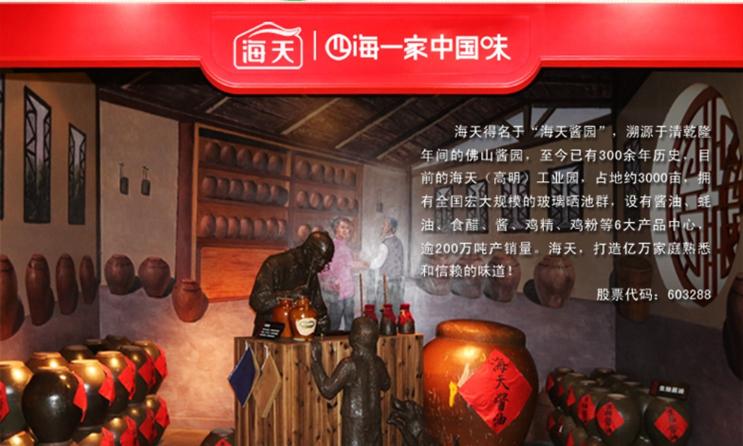 海天 | 四海一家中国味
海天得名于“海天酱园”，溯源于清乾隆
年间的佛山酱园，至今已有300余年历史，目
前的海天（高明）工业园，占地约3000亩，拥
有全国宏大规模的玻璃晒池群，设有酱油、蚝
油、食醋、酱、鸡精、鸡粉等6大产品中心，
逾200万吨产销量。海天，打造亿万家庭熟悉
和信赖的味道！
股票代码：603288
海天酱油